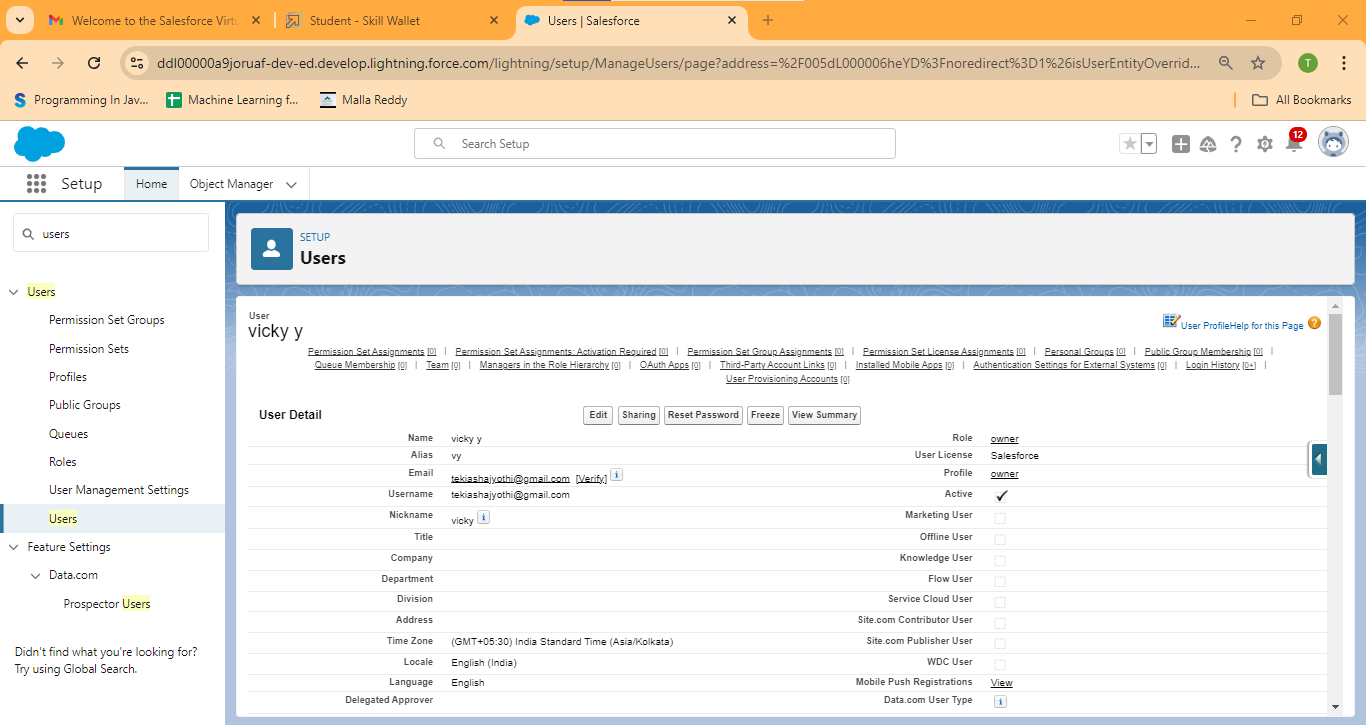 Welcome to the Salesforce Virtu
Student - Skill Wallet
Users | Salesforce
ddl00000a9joruaf-dev-ed.develop.lightning.force.com/lightning/setup/ManageUsers/page?address=%2F005dL000006heYD%3Fnoredirect%3D1%26isUserEntityOverrid...
T
Programming In Jav...
Machine Learning f...
Malla Reddy
All Bookmarks
Search Setup
12
Setup
Home
Object Manager
users
Users
Permission Set Groups
Permission Sets
Profiles
Public Groups
Queues
Roles
User Management Settings
Users
Feature Settings
Data.com
Prospector Users
Didn't find what you're looking for?
Try using Global Search.
SETUP
Users
User
vicky y
User Profile Help for this Page
Permission Set Assignments [0] | Permission Set Assignments: Activation Required [0] | Permission Set Group Assignments [0] | Permission Set License Assignments [0] | Personal Groups [0] | Public Group Membership [0] |
Queue Membership [0] | Team [0] | Managers in the Role Hierarchy [0] | OAuth Apps [0] | Third-Party Account Links [0] | Installed Mobile Apps [0] | Authentication Settings for External Systems [0] | Login History [0+] |
User Provisioning Accounts [0]
User Detail
Edit Sharing Reset Password Freeze View Summary
Name vicky y Role owner
Alias vy User License Salesforce
Email tekiashajyothi@gmail.com [Verify] i Profile owner
Username tekiashajyothi@gmail.com Active
Nickname vicky i Marketing User
Title Offline User
Company Knowledge User
Department Flow User
Division Service Cloud User
Address Site.com Contributor User
Time Zone (GMT+05:30) India Standard Time (Asia/Kolkata) Site.com Publisher User
Locale English (India) WDC User
Language English Mobile Push Registrations View
Delegated Approver Data.com User Type i